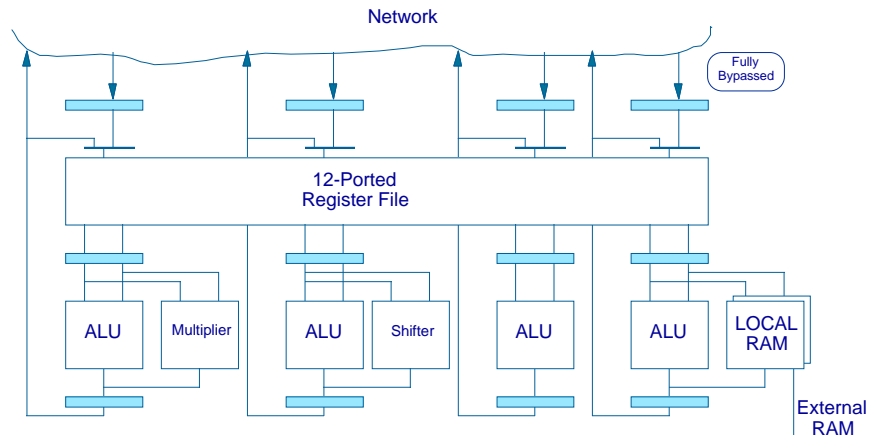 Network
Fully
Bypassed
12-Ported
Register File
ALU
Multiplier
ALU
Shifter
ALU
ALU
LOCAL
RAM
External
RAM